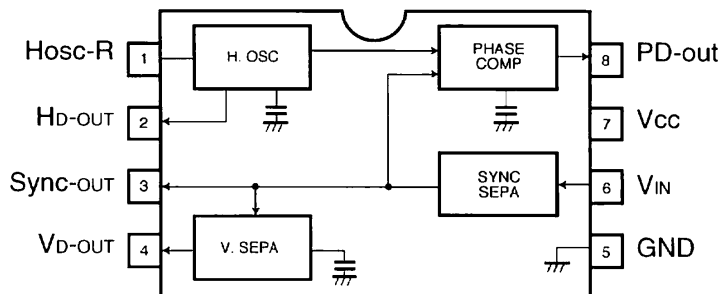 Hosc-R
1
H. OSC
PHASE
COMP
8
PD-out
HD-OUT
2
7
Vcc
Sync-OUT
3
SYNC
SEPA
6
VIN
VD-OUT
4
V. SEPA
5
GND